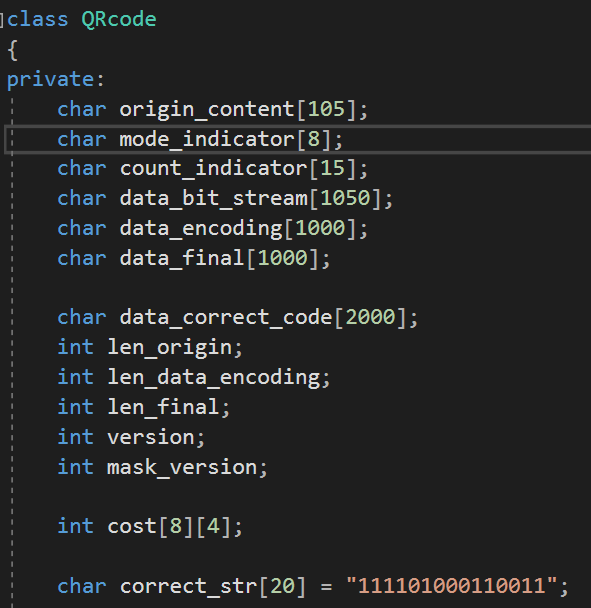 class QRcode
{
private:
char origin_content[105];
char mode_indicator[8];
char count_indicator[15];
char data_bit_stream[1050];
char data_encoding[1000];
char data_final[1000];
char data_correct_code[2000];
int len_origin;
int len_data_encoding;
int len_final;
int version;
int mask_version;
int cost[8][4];
char correct_str[20] = "111101000110011";